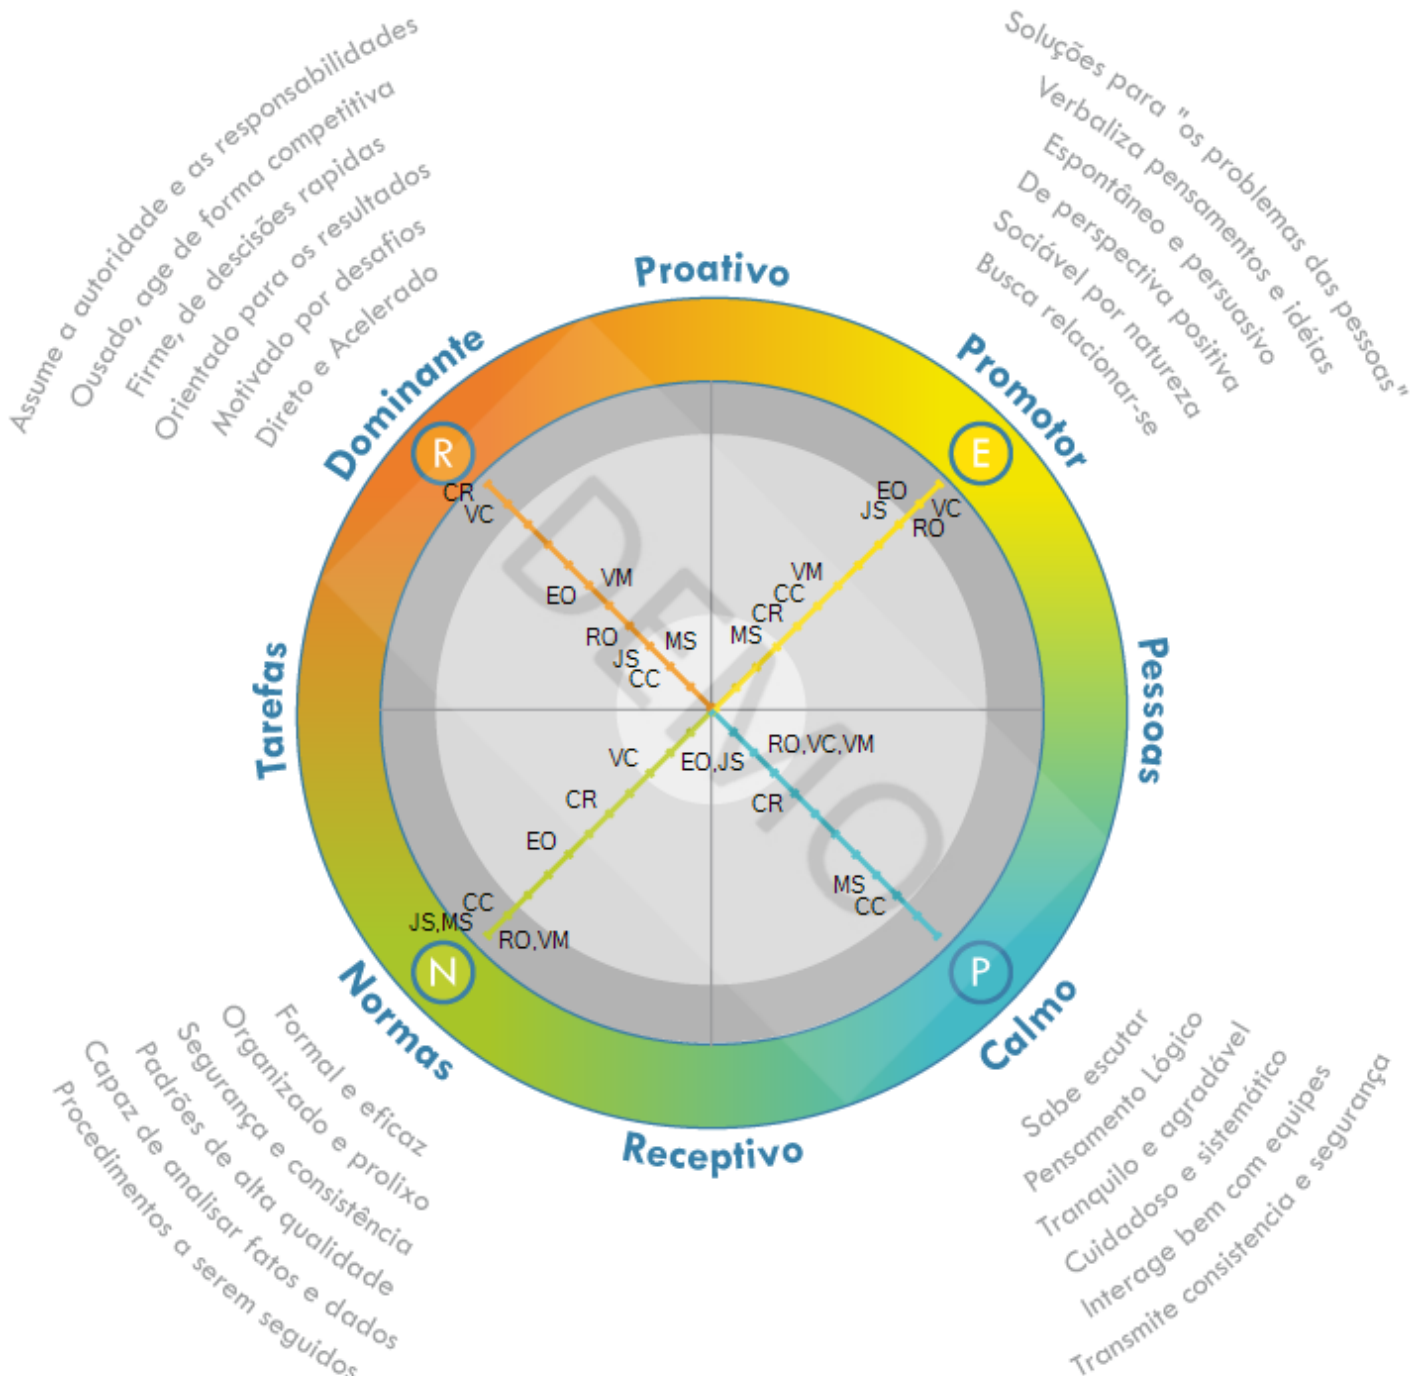 Assume a autoridade e as responsabilidades
Ousado, age de forma competitiva
Firme, de descisões rapidas
Orientado para os resultados
Motivado por desafios
Direto e Acelerado
Soluções para "os problemas das pessoas"
Verbaliza pensamentos e idéias
Espontâneo e persuasivo
De perspectiva positiva
Sociável por natureza
Busca relacionar-se
Proativo
Dominante
Promotor
R
E
CR
VC
EO
VM
RO
JS
CC
MS
EO
JS
VC
RO
VM
CC
CR
MS
DEMO
Tarefas
Pessoas
VC
CR
EO
CC
JS,MS
RO,VM
EO,JS
RO,VC,VM
CR
MS
CC
N
P
Normas
Calmo
Receptivo
Formal e eficaz
Organizado e prolixo
Segurança e consistência
Padrões de alta qualidade
Capaz de analisar fatos e dados
Procedimentos a serem seguidos
Sabe escutar
Pensamento Lógico
Tranquilo e agradável
Cuidadoso e sistemático
Interage bem com equipes
Transmite consistencia e segurança